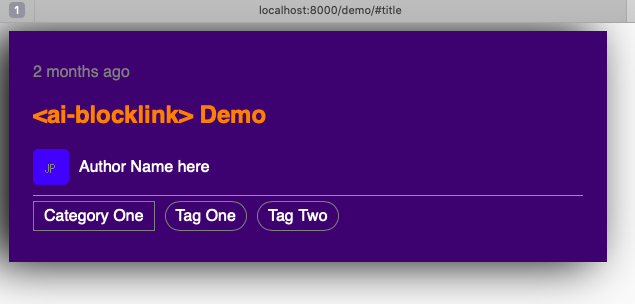 1
localhost:8000/demo/#title
2 months ago
<ai-blocklink> Demo
JP Author Name here
Category One Tag One Tag Two